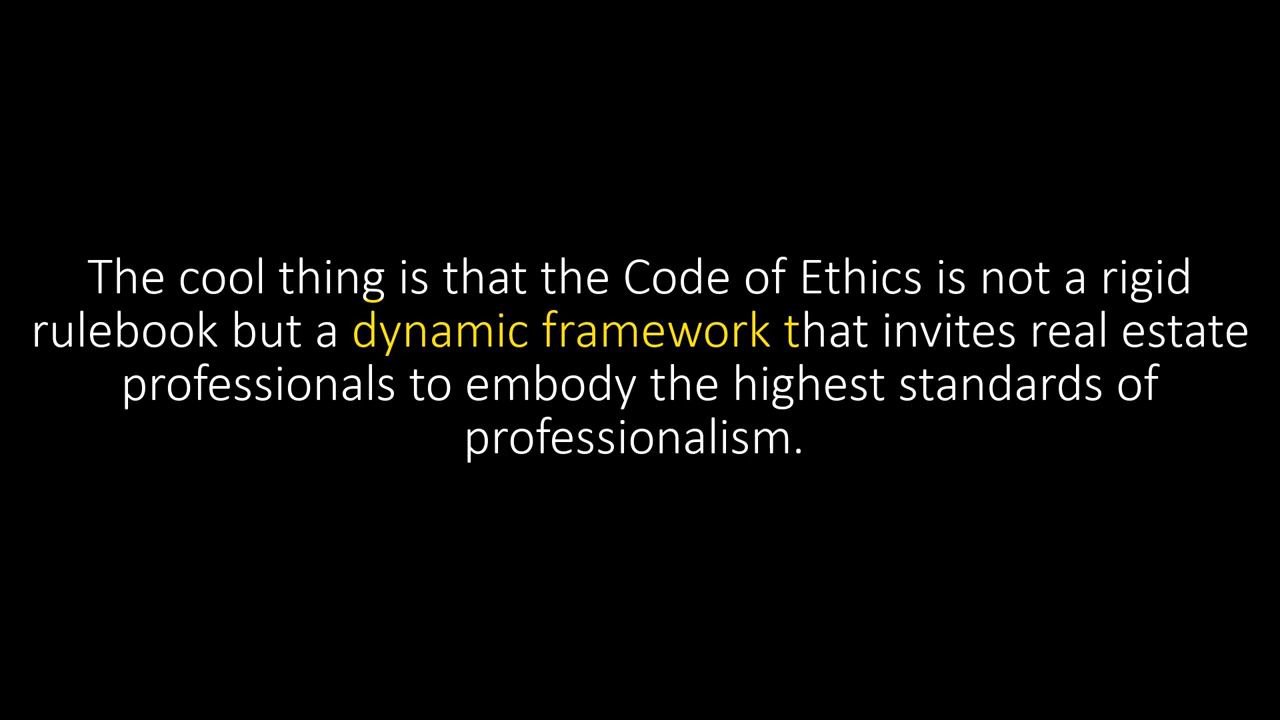 The cool thing is that the Code of Ethics is not a rigid
rulebook but a dynamic framework that invites real estate
professionals to embody the highest standards of
professionalism.